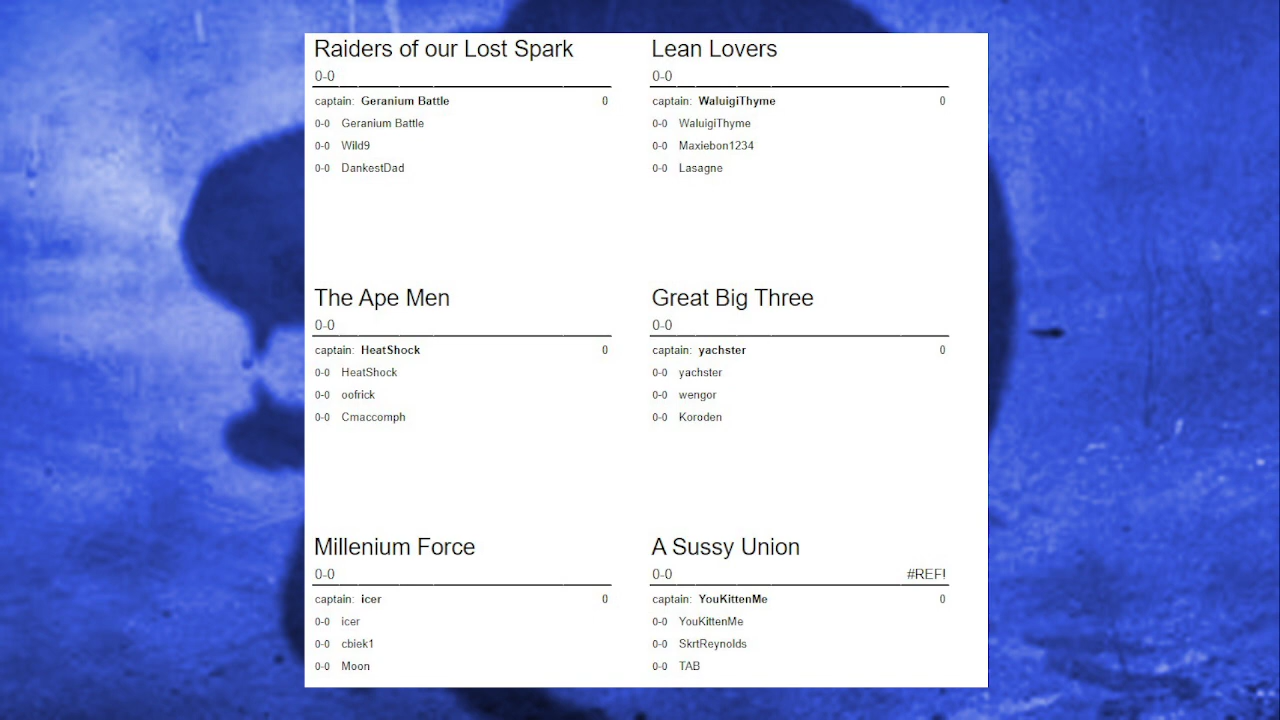 Raiders of our Lost Spark
0-0
captain: Geranium Battle 0
0-0 Geranium Battle
0-0 Wild9
0-0 DankestDad
Lean Lovers
0-0
captain: WaluigiThyme 0
0-0 WaluigiThyme
0-0 Maxiebon1234
0-0 Lasagne
The Ape Men
0-0
captain: HeatShock 0
0-0 HeatShock
0-0 oofrick
0-0 Cmaccomph
Great Big Three
0-0
captain: yachster 0
0-0 yachster
0-0 wengor
0-0 Koroden
Millenium Force
0-0
captain: icer 0
0-0 icer
0-0 cbiek1
0-0 Moon
A Sussy Union
0-0 #REF!
captain: YouKittenMe 0
0-0 YouKittenMe
0-0 SkrtReynolds
0-0 TAB